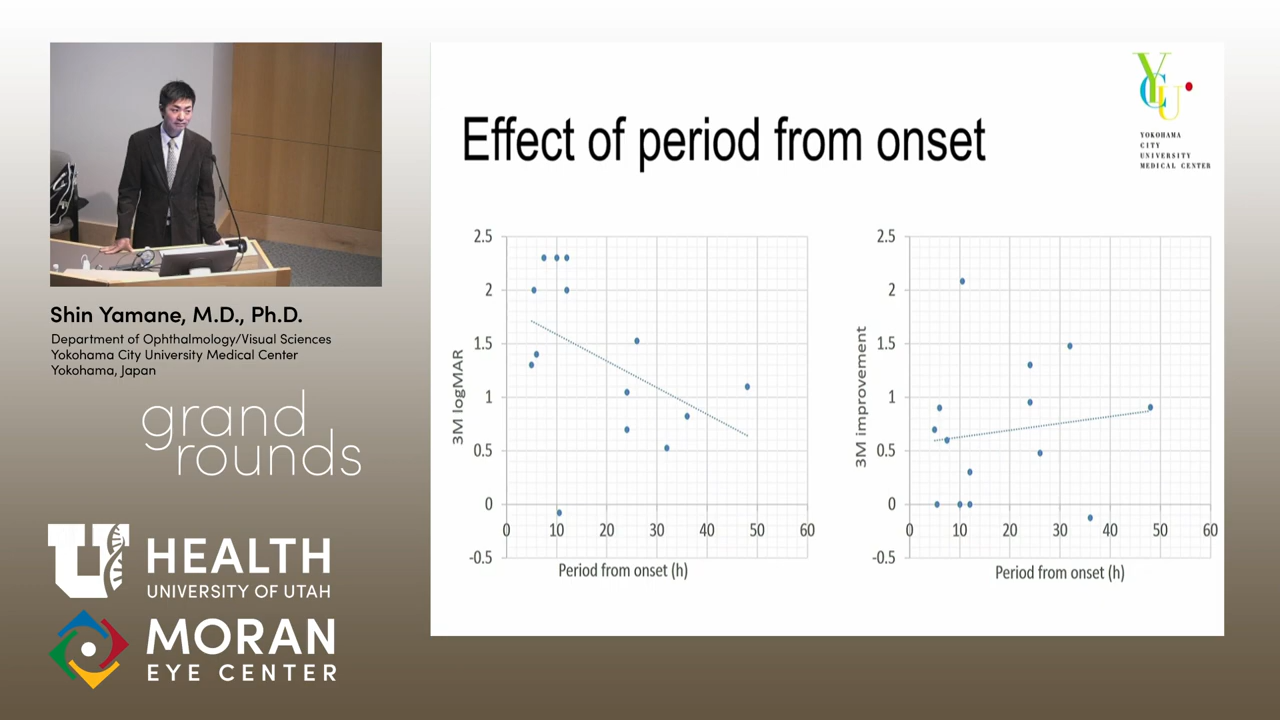 Effect of period from onset
YCU
YOKOHAMA
CITY
UNIVERSITY
MEDICAL CENTER
2.5
2
1.5
1
0.5
0
-0.5
0 10 20 30 40 50 60
3M logMAR
Period from onset (h)
2.5
2
1.5
1
0.5
0
-0.5
0 10 20 30 40 50 60
3M improvement
Period from onset (h)
Shin Yamane, M.D., Ph.D.
Department of Ophthalmology/Visual Sciences
Yokohama City University Medical Center
Yokohama, Japan
grand
rounds
U HEALTH
UNIVERSITY OF UTAH
MORAN
EYE CENTER